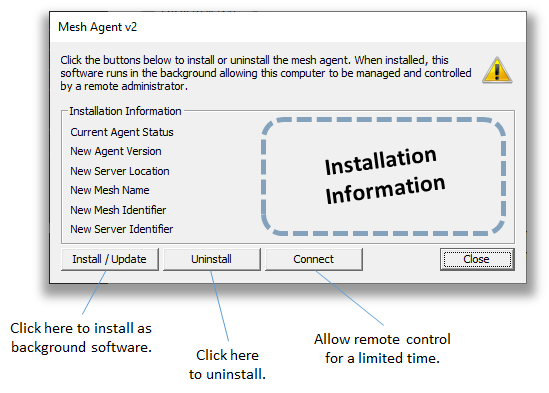 Mesh Agent v2
Click the buttons below to install or uninstall the mesh agent. When installed, this
software runs in the background allowing this computer to be managed and controlled
by a remote administrator.
Installation Information
Current Agent Status
New Agent Version
New Server Location
New Mesh Name
New Mesh Identifier
New Server Identifier
Installation
Information
Install / Update
Uninstall
Connect
Close
Click here to install as
background software.
Click here
to uninstall.
Allow remote control
for a limited time.